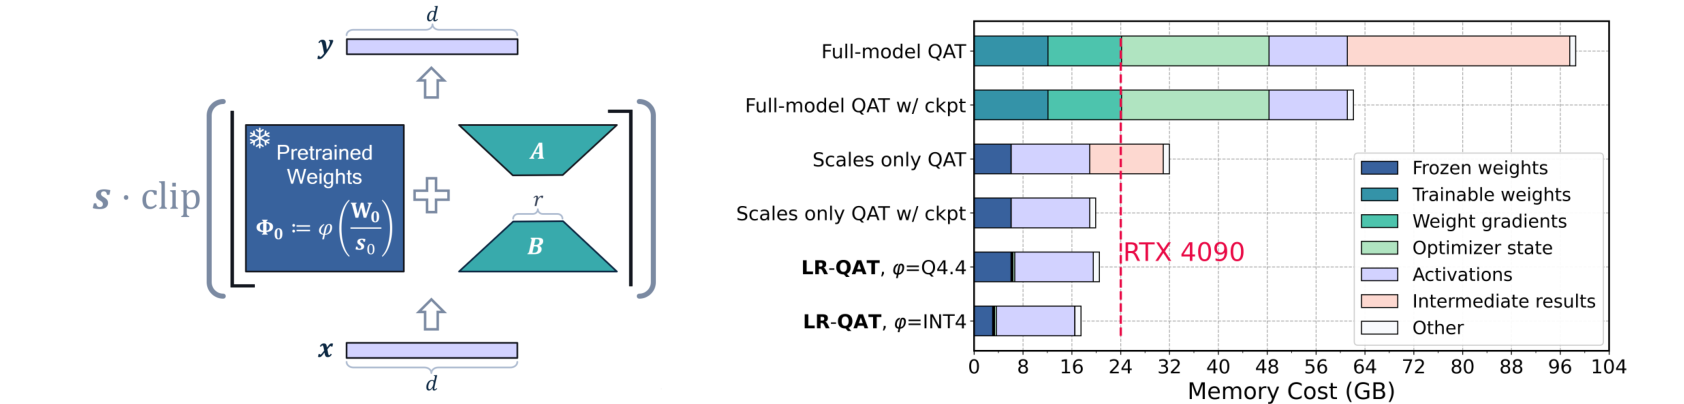 d
y
s · clip
Pretrained
Weights
Φ₀ ≔ φ(W₀/s₀)
A
r
B
x
d
Full-model QAT
Full-model QAT w/ ckpt
Scales only QAT
Scales only QAT w/ ckpt
LR-QAT, φ=Q4.4
LR-QAT, φ=INT4
RTX 4090
Frozen weights
Trainable weights
Weight gradients
Optimizer state
Activations
Intermediate results
Other
0 8 16 24 32 40 48 56 64 72 80 88 96 104
Memory Cost (GB)